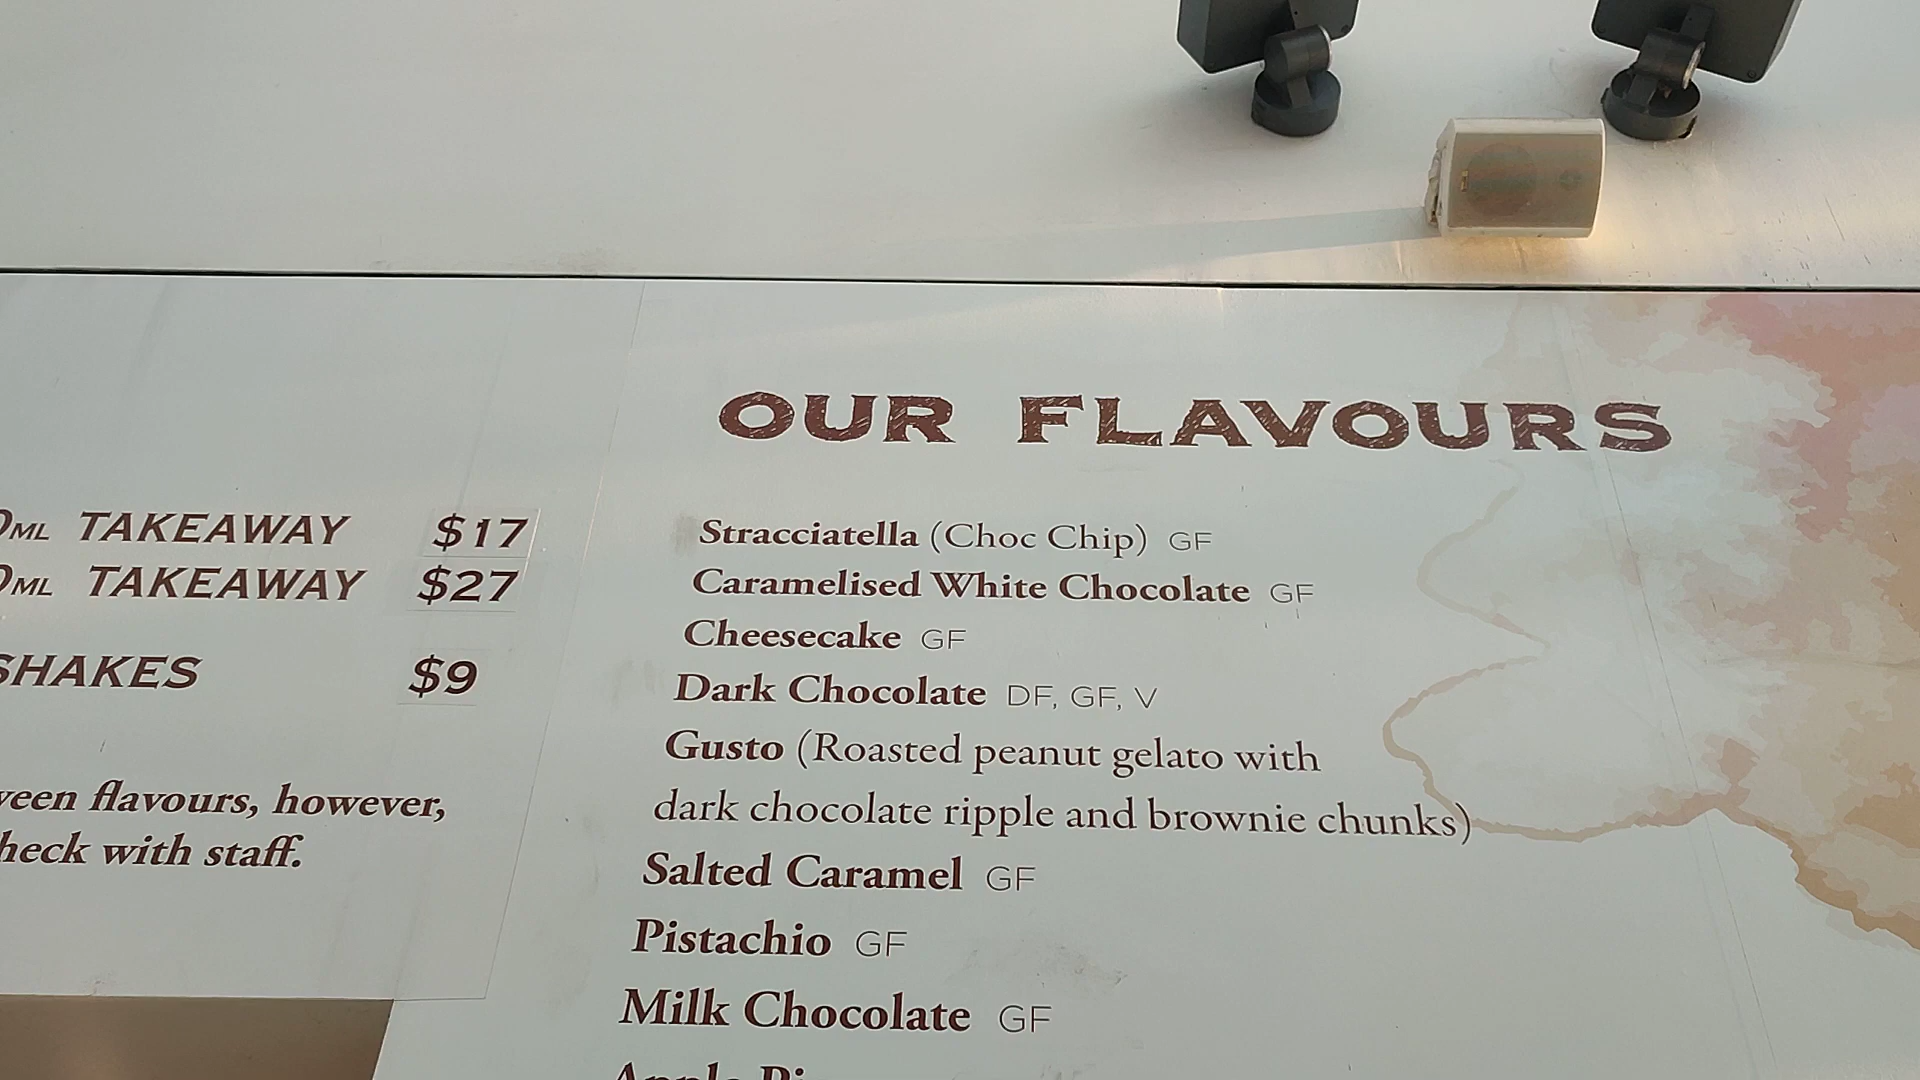 OUR FLAVOURS
ML TAKEAWAY $17
ML TAKEAWAY $27
SHAKES $9
flavours, however,
with staff.
Stracciatella (Choc Chip) GF
Caramelised White Chocolate GF
Cheesecake GF
Dark Chocolate DF, GF, V
Gusto (Roasted peanut gelato with
dark chocolate ripple and brownie chunks)
Salted Caramel GF
Pistachio GF
Milk Chocolate GF